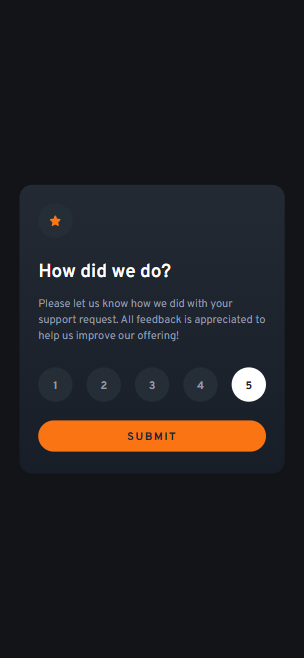 How did we do?
Please let us know how we did with your
support request. All feedback is appreciated to
help us improve our offering!
1 2 3 4 5
SUBMIT